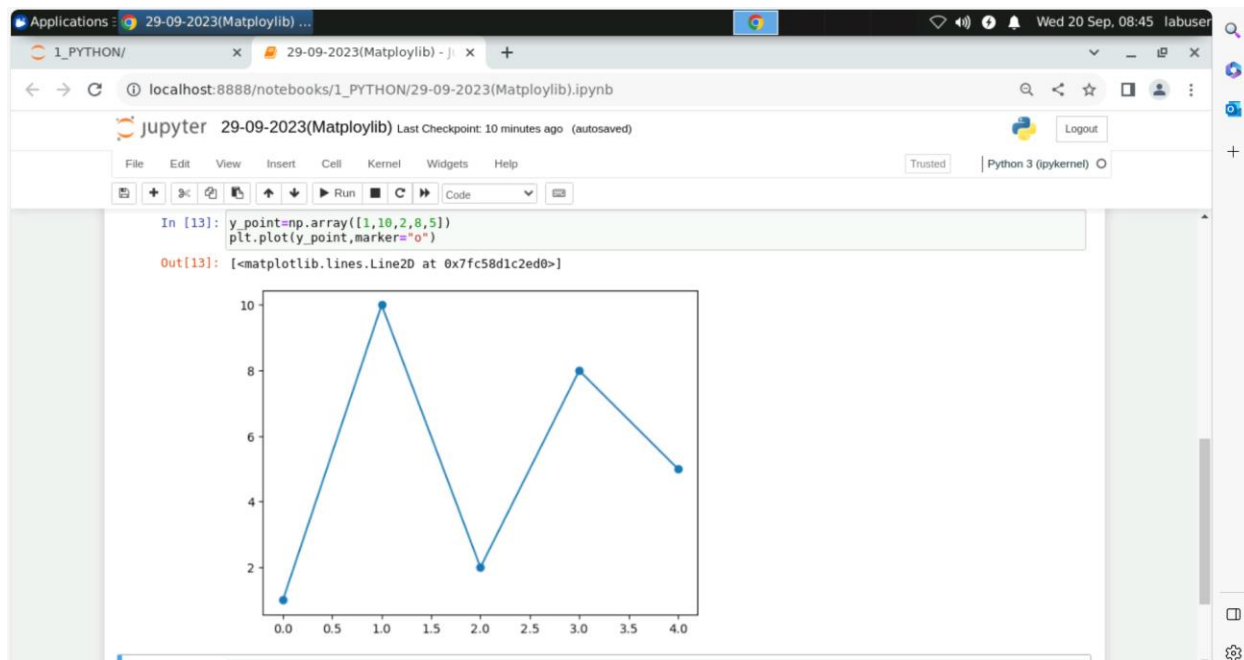 Applications 29-09-2023(Matploylib) ... Wed 20 Sep, 08:45 labuser
1_PYTHON/ 29-09-2023(Matploylib) - J
localhost:8888/notebooks/1_PYTHON/29-09-2023(Matploylib).ipynb
jupyter 29-09-2023(Matploylib) Last Checkpoint: 10 minutes ago (autosaved) Logout
File Edit View Insert Cell Kernel Widgets Help Trusted Python 3 (ipykernel)
Run Code
In [13]: y_point=np.array([1,10,2,8,5])
plt.plot(y_point,marker="o")
Out[13]: [<matplotlib.lines.Line2D at 0x7fc58d1c2ed0>]
10
8
6
4
2
0.0 0.5 1.0 1.5 2.0 2.5 3.0 3.5 4.0